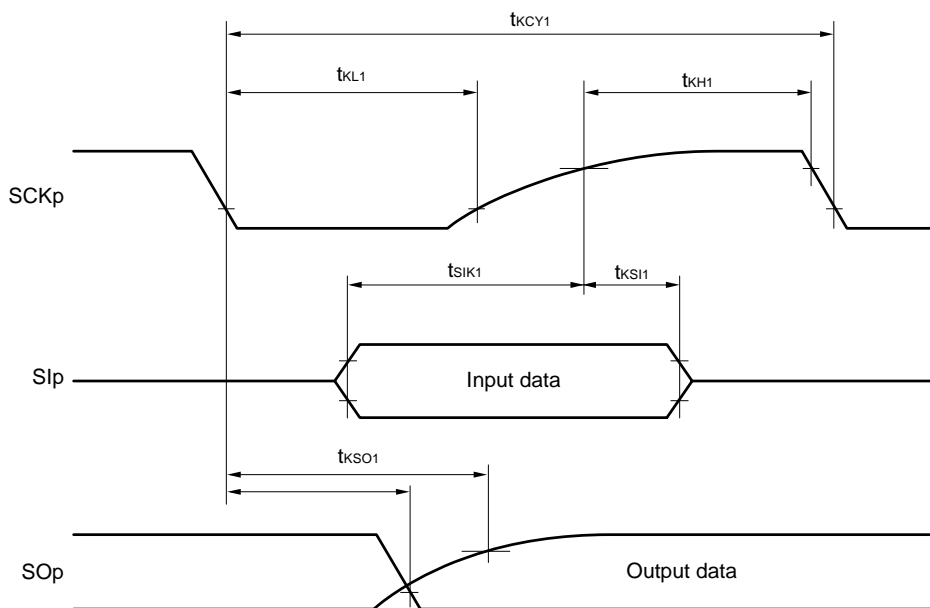 tKCY1
tKL1
tKH1
SCKp
tSIK1
tKSI1
SIp
Input data
tKSO1
SOp
Output data